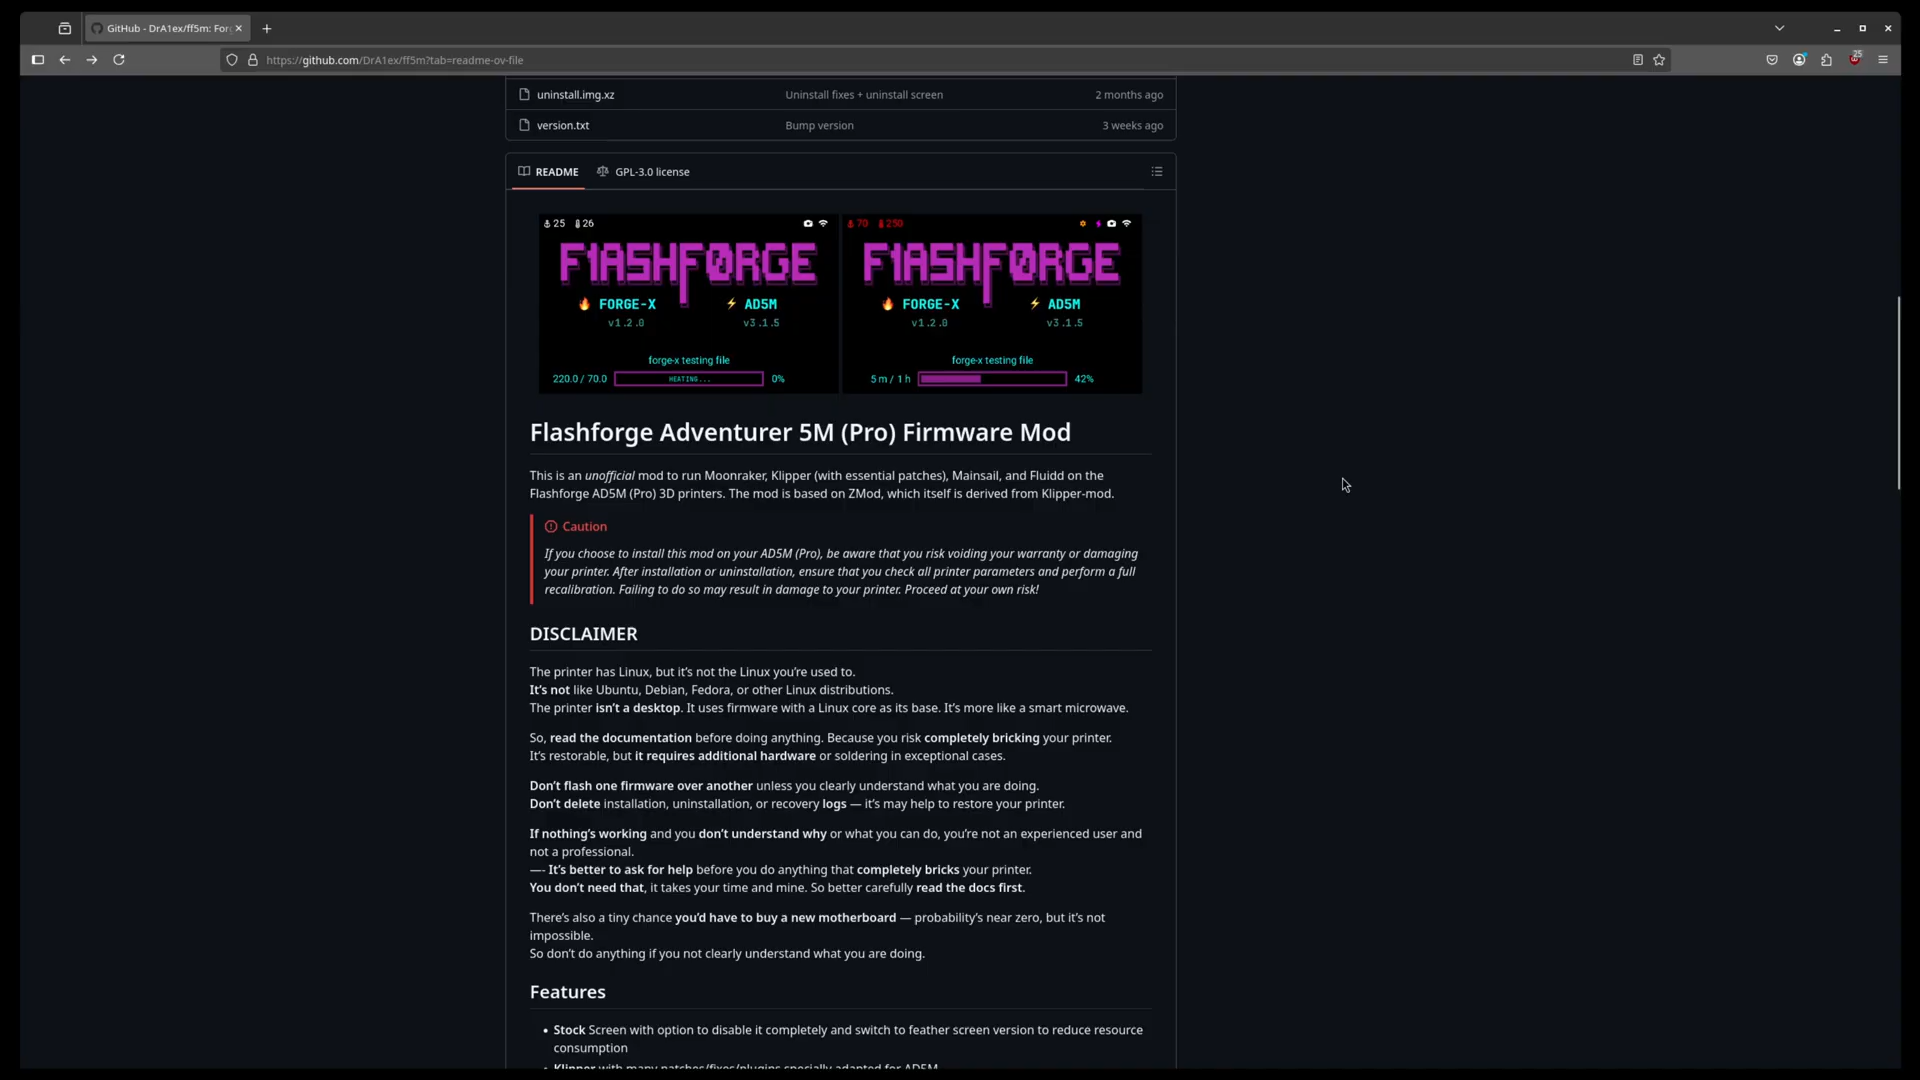 GitHub - DrA1ex/ff5m: For
https://github.com/DrA1ex/ff5m?tab=readme-ov-file
25
uninstall.img.xz Uninstall fixes + uninstall screen 2 months ago
version.txt Bump version 3 weeks ago
README GPL-3.0 license
25 26
F1ASHF0RGE
🔥 FORGE-X ⚡ AD5M
v1.2.0 v3.1.5
forge-x testing file
220.0 / 70.0 HEATING... 0%
70 250
F1ASHF0RGE
🔥 FORGE-X ⚡ AD5M
v1.2.0 v3.1.5
forge-x testing file
5 m / 1 h 42%
Flashforge Adventurer 5M (Pro) Firmware Mod
This is an unofficial mod to run Moonraker, Klipper (with essential patches), Mainsail, and Fluidd on the
Flashforge AD5M (Pro) 3D printers. The mod is based on ZMod, which itself is derived from Klipper-mod.
Caution
If you choose to install this mod on your AD5M (Pro), be aware that you risk voiding your warranty or damaging
your printer. After installation or uninstallation, ensure that you check all printer parameters and perform a full
recalibration. Failing to do so may result in damage to your printer. Proceed at your own risk!
DISCLAIMER
The printer has Linux, but it’s not the Linux you’re used to.
It’s not like Ubuntu, Debian, Fedora, or other Linux distributions.
The printer isn’t a desktop. It uses firmware with a Linux core as its base. It’s more like a smart microwave.
So, read the documentation before doing anything. Because you risk completely bricking your printer.
It’s restorable, but it requires additional hardware or soldering in exceptional cases.
Don’t flash one firmware over another unless you clearly understand what you are doing.
Don’t delete installation, uninstallation, or recovery logs — it’s may help to restore your printer.
If nothing’s working and you don’t understand why or what you can do, you’re not an experienced user and
not a professional.
—- It’s better to ask for help before you do anything that completely bricks your printer.
You don’t need that, it takes your time and mine. So better carefully read the docs first.
There’s also a tiny chance you’d have to buy a new motherboard — probability’s near zero, but it’s not
impossible.
So don’t do anything if you not clearly understand what you are doing.
Features
• Stock Screen with option to disable it completely and switch to feather screen version to reduce resource
consumption
• Klipper with many patches/fixes/plugins specially adapted for AD5M